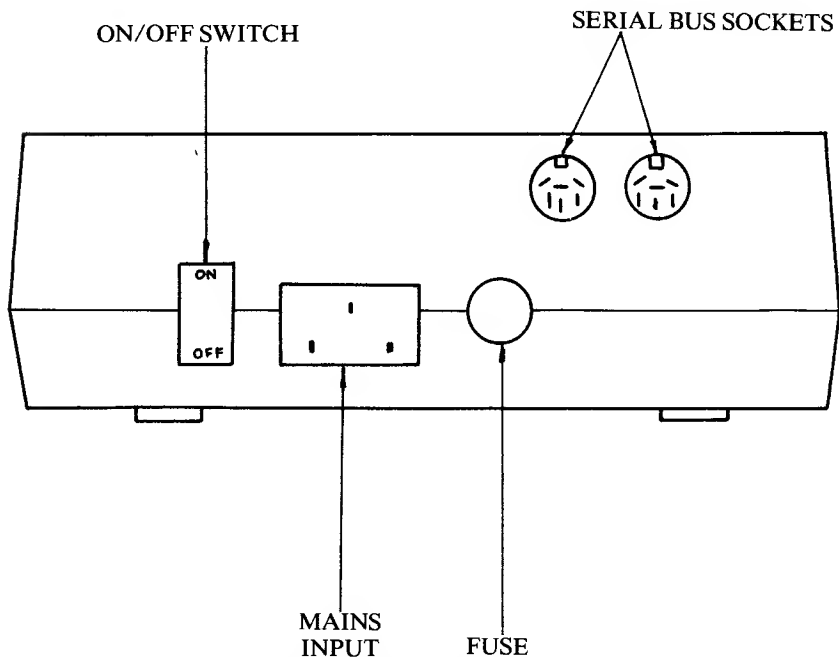 ON/OFF SWITCH
SERIAL BUS SOCKETS
ON
OFF
MAINS
INPUT
FUSE